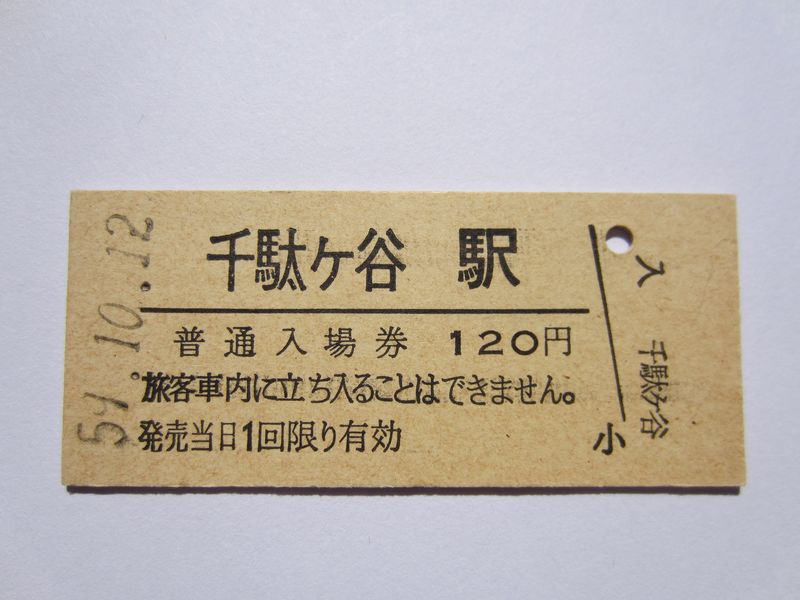 千駄ケ谷 駅
普通入場券 120円
旅客車内に立ち入ることはできません。
発売当日1回限り有効
59.10.12
入 千駄ケ谷
小